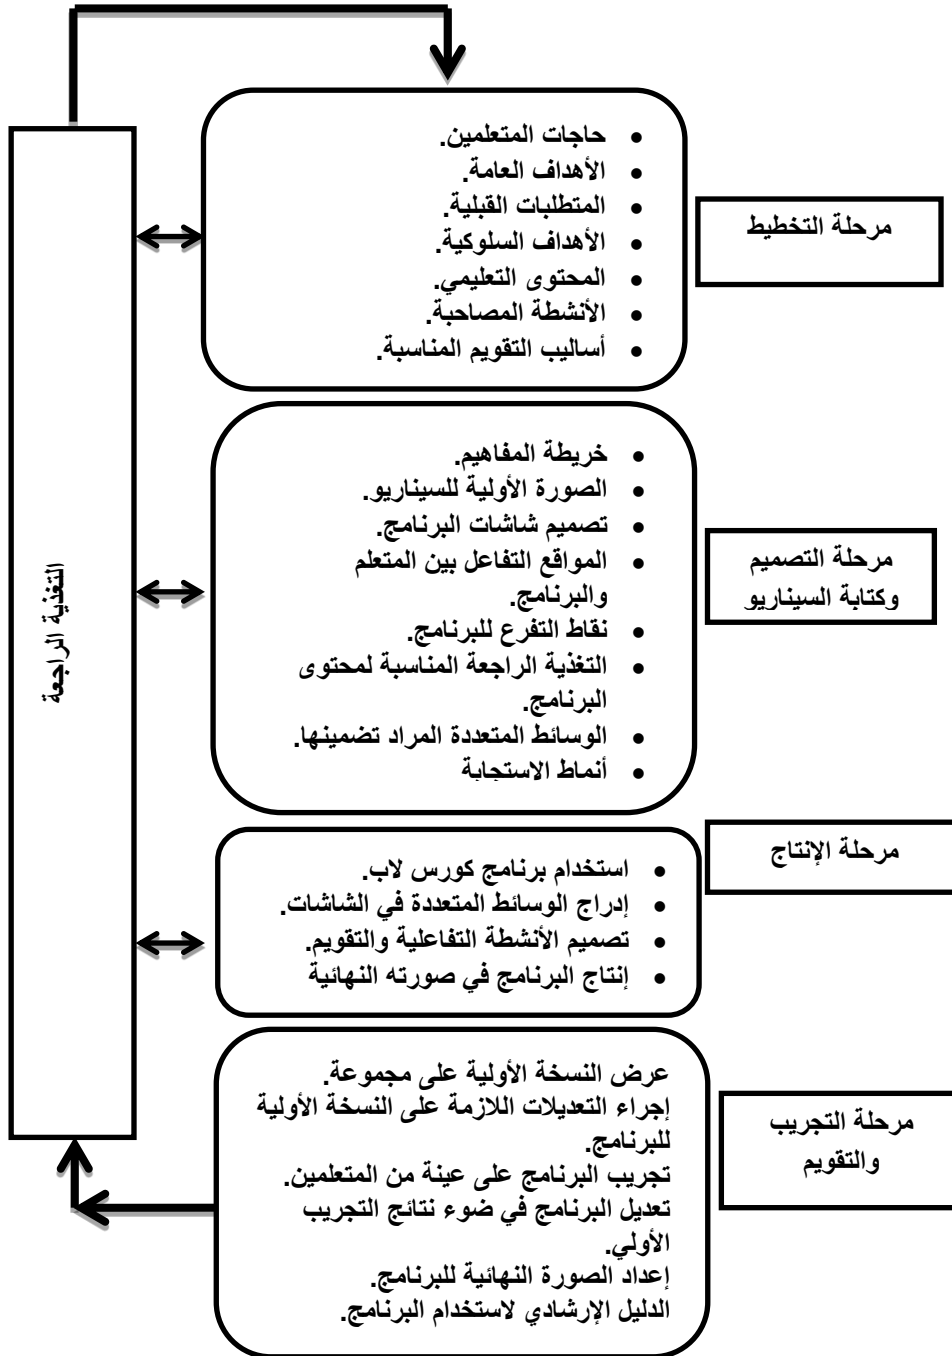 مرحلة التخطيط
• حاجات المتعلمين.
• الأهداف العامة.
• المتطلبات القبلية.
• الأهداف السلوكية.
• المحتوى التعليمي.
• الأنشطة المصاحبة.
• أساليب التقويم المناسبة.
مرحلة التصميم
وكتابة السيناريو
• خريطة المفاهيم.
• الصورة الأولية للسيناريو.
• تصميم شاشات البرنامج.
• المواقع التفاعل بين المتعلم
والبرنامج.
• نقاط التفرع للبرنامج.
• التغذية الراجعة المناسبة لمحتوى
البرنامج.
• الوسائط المتعددة المراد تضمينها.
• أنماط الاستجابة
مرحلة الإنتاج
• استخدام برنامج كورس لاب.
• إدراج الوسائط المتعددة في الشاشات.
• تصميم الأنشطة التفاعلية والتقويم.
• إنتاج البرنامج في صورته النهائية
مرحلة التجريب
والتقويم
عرض النسخة الأولية على مجموعة.
إجراء التعديلات اللازمة على النسخة الأولية
للبرنامج.
تجريب البرنامج على عينة من المتعلمين.
تعديل البرنامج في ضوء نتائج التجريب
الأولي.
إعداد الصورة النهائية للبرنامج.
الدليل الإرشادي لاستخدام البرنامج.
التغذية الراجعة